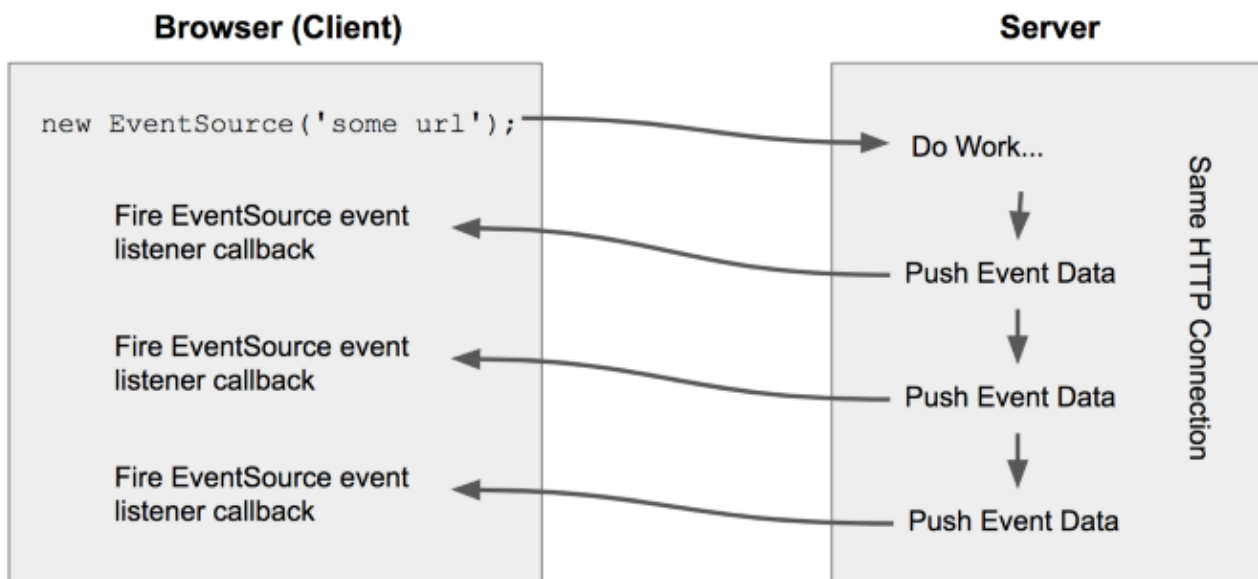 Browser (Client)
Server
new EventSource('some url');
Do Work...
Fire EventSource event
listener callback
Push Event Data
Fire EventSource event
listener callback
Push Event Data
Fire EventSource event
listener callback
Push Event Data
Same HTTP Connection